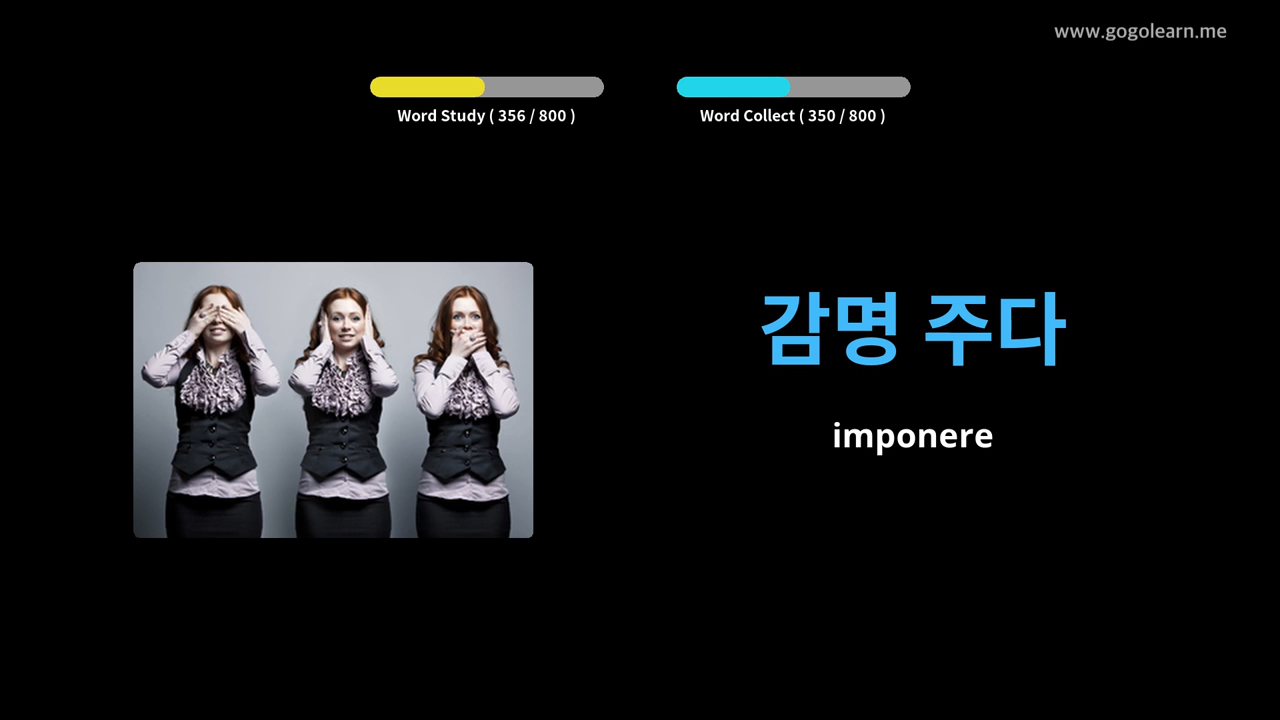 www.gogolearn.me
Word Study ( 356 / 800 )
Word Collect ( 350 / 800 )
감명 주다
imponere